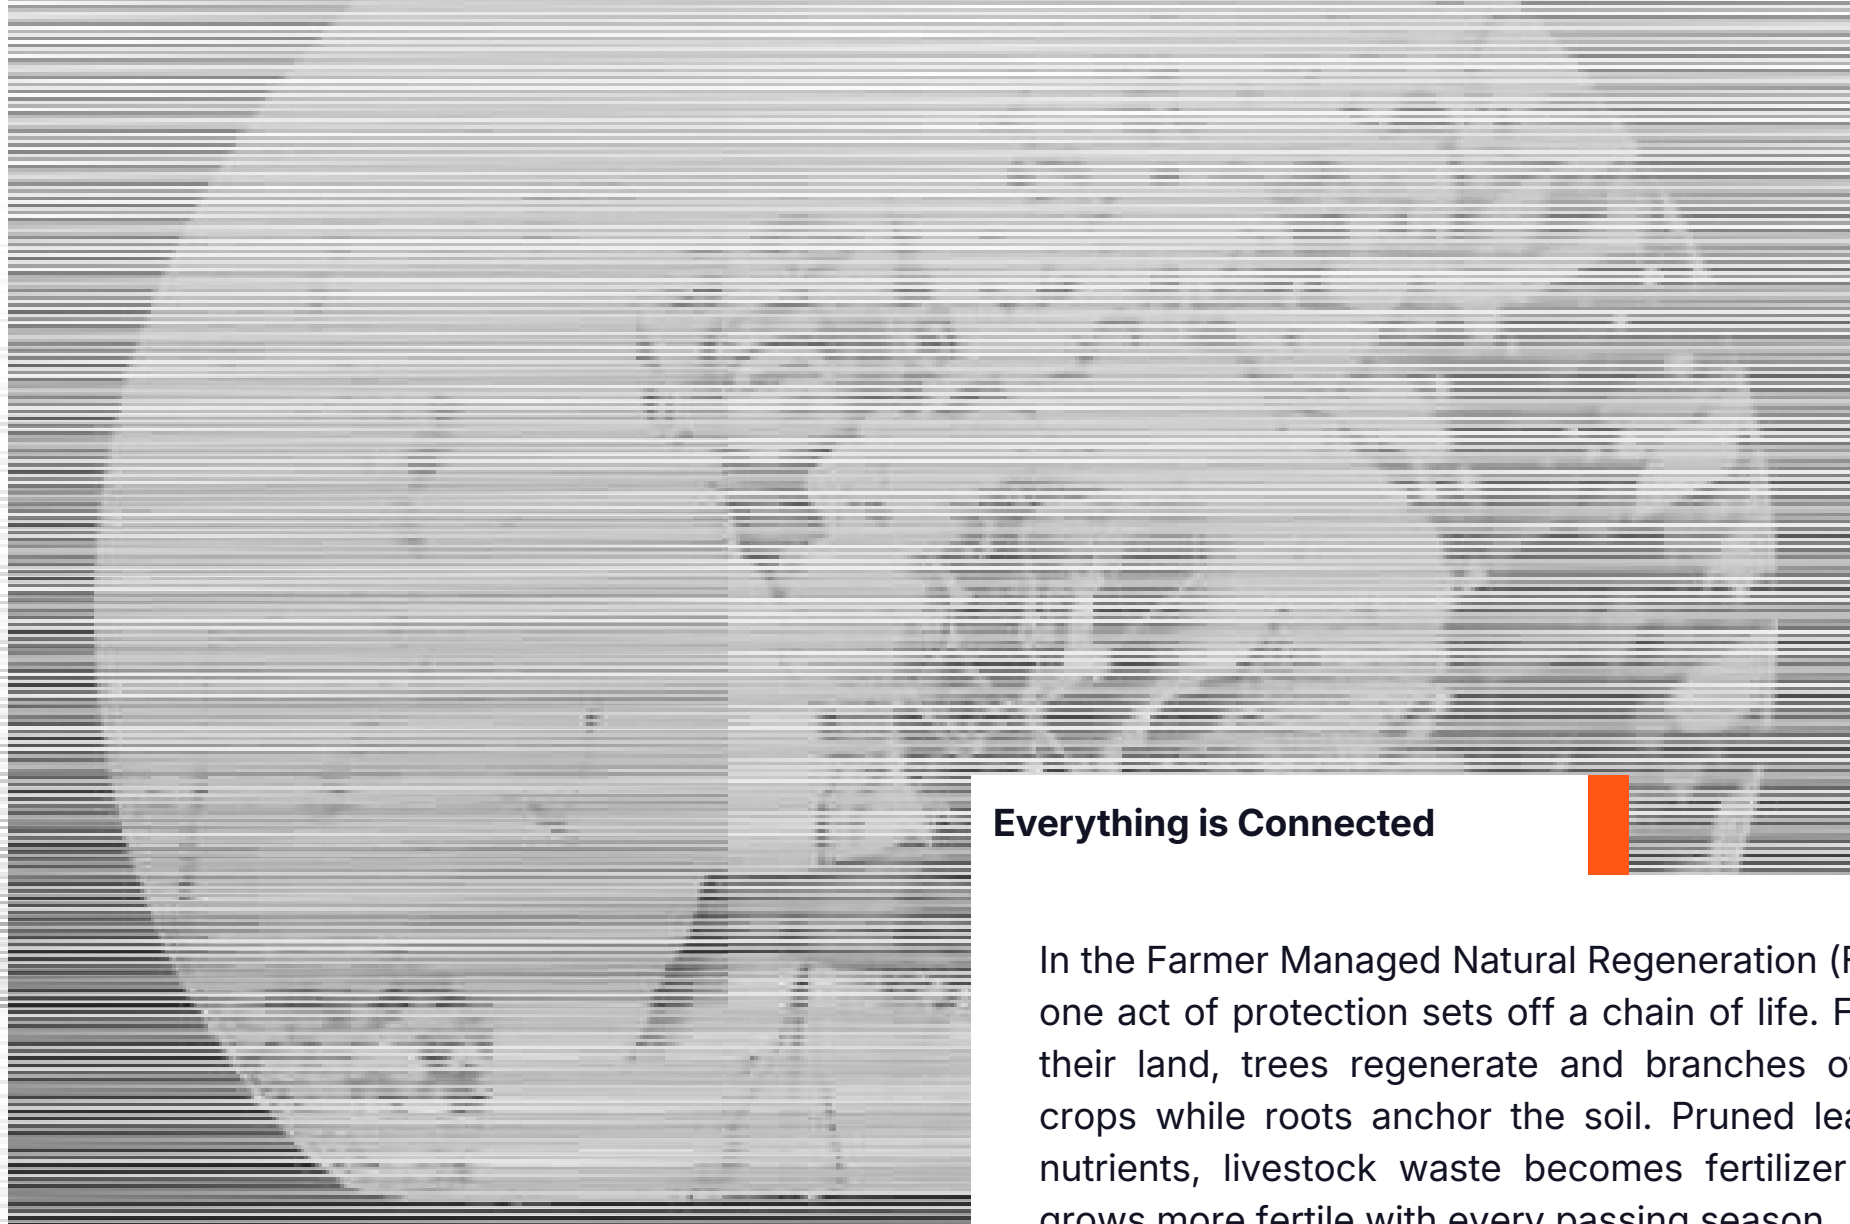 Everything is Connected
In the Farmer Managed Natural Regeneration
one act of protection sets off a chain of life.
their land, trees regenerate and branches
crops while roots anchor the soil. Pruned
nutrients, livestock waste becomes fertilizer
grows more fertile with every passing season.